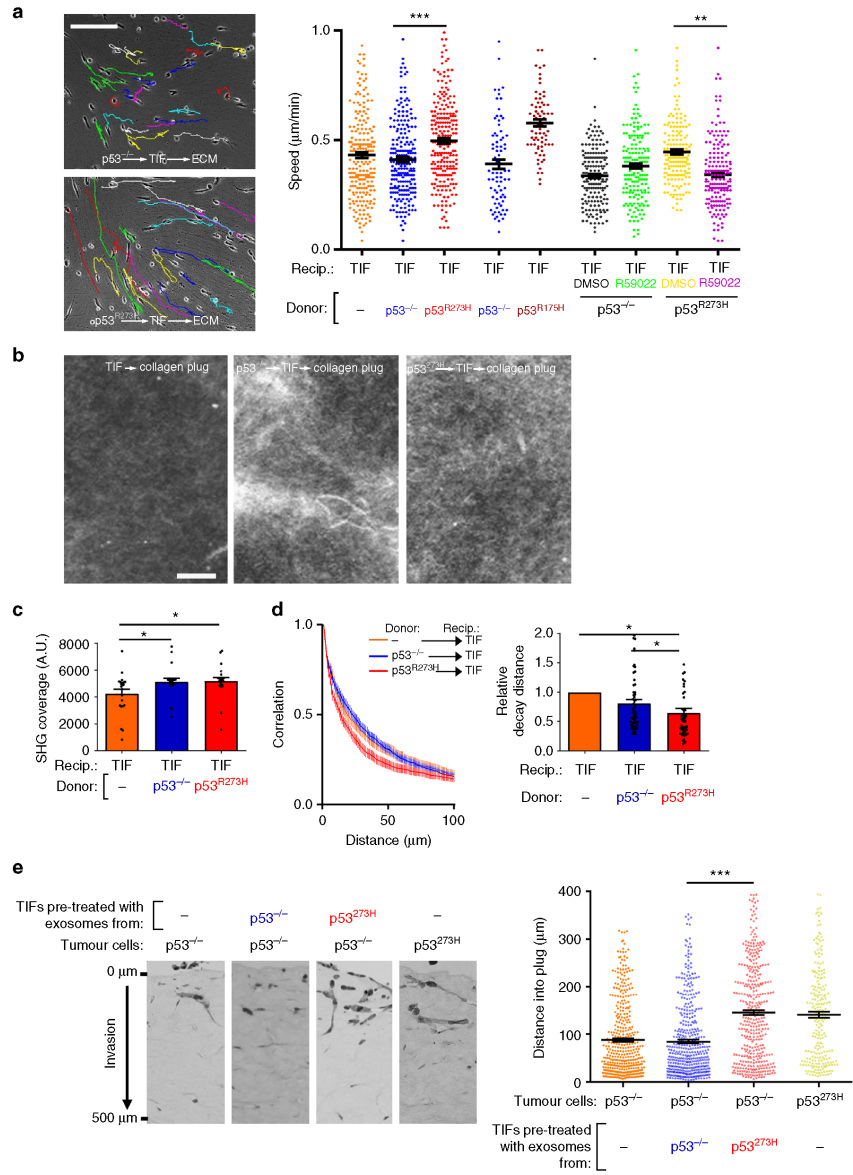 a
p53–/– TIF ECM
p53R273H TIF ECM
Speed (μm/min)
1.0
0.5
0.0
***
**
Recip.: TIF TIF TIF TIF TIF TIF TIF TIF TIF
DMSO R59022 DMSO R59022
Donor: – p53–/– p53R273H p53–/– p53R175H p53–/– p53R273H
b
TIF collagen plug
p53–/– TIF collagen plug
p53273H TIF collagen plug
c
SHG coverage (A.U.)
8000
6000
4000
2000
0
*
*
Recip.: TIF TIF TIF
Donor: – p53–/– p53R273H
d
Correlation
1.0
0.5
0.0
Donor: Recip.:
– TIF
p53–/– TIF
p53R273H TIF
0 50 100
Distance (μm)
Relative
decay distance
2.0
1.5
1.0
0.5
0.0
*
*
Recip.: TIF TIF TIF
Donor: – p53–/– p53R273H
e
TIFs pre-treated with
exosomes from: – p53–/– p53273H –
Tumour cells: p53–/– p53–/– p53–/– p53273H
0 μm
Invasion
500 μm
Distance into plug (μm)
400
300
200
100
0
***
Tumour cells: p53–/– p53–/– p53–/– p53273H
TIFs pre-treated
with exosomes
from: – p53–/– p53273H –